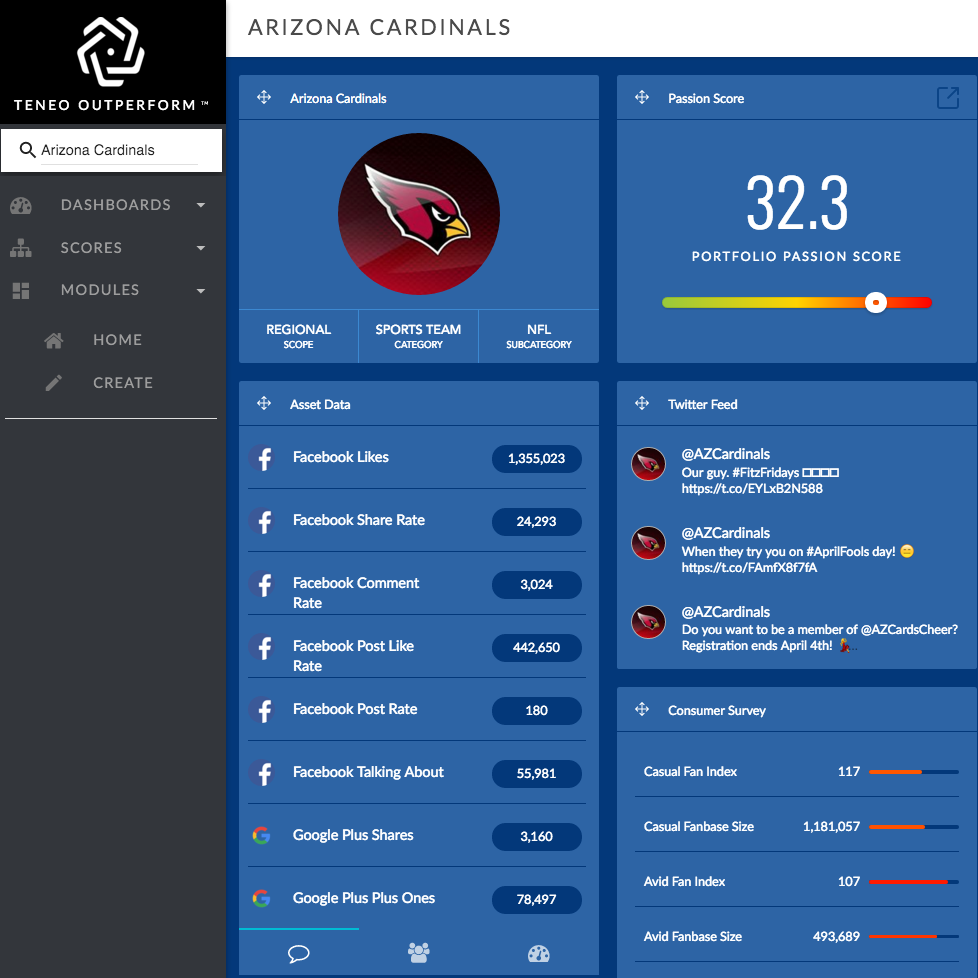 TENEO OUTPERFORM ™
Arizona Cardinals
DASHBOARDS
SCORES
MODULES
HOME
CREATE
ARIZONA CARDINALS
Arizona Cardinals
REGIONAL
SCOPE
SPORTS TEAM
CATEGORY
NFL
SUBCATEGORY
Passion Score
32.3
PORTFOLIO PASSION SCORE
Asset Data
Facebook Likes 1,355,023
Facebook Share Rate 24,293
Facebook Comment
Rate
3,024
Facebook Post Like
Rate
442,650
Facebook Post Rate 180
Facebook Talking About 55,981
Google Plus Shares 3,160
Google Plus Plus Ones 78,497
Twitter Feed
@AZCardinals
Our guy. #FitzFridays □□□□
https://t.co/EYLxB2N588
@AZCardinals
When they try you on #AprilFools day! 😑
https://t.co/FAmfX8f7fA
@AZCardinals
Do you want to be a member of @AZCardsCheer?
Registration ends April 4th! 💃...
Consumer Survey
Casual Fan Index 117
Casual Fanbase Size 1,181,057
Avid Fan Index 107
Avid Fanbase Size 493,689